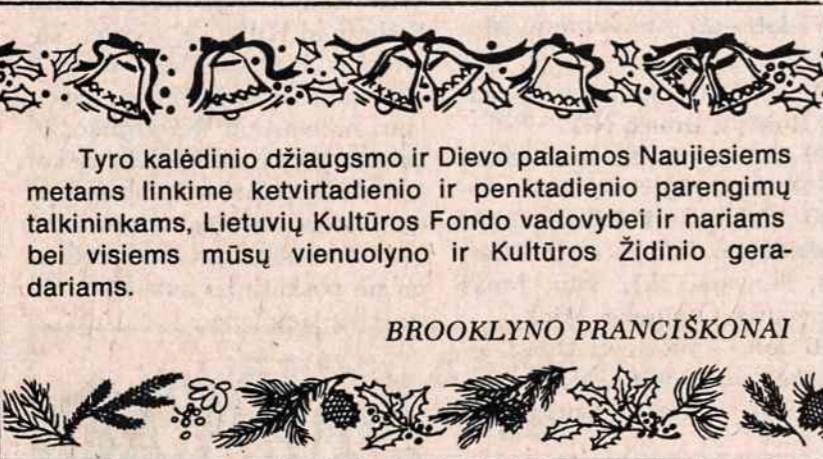 Tyro kalėdinio džiaugsmo ir Dievo palaimos Naujiesiems
metams linkime ketvirtadienio ir penktadienio parengimų
talkininkams, Lietuvių Kultūros Fondo vadovybei ir nariams
bei visiems mūsų vienuolyno ir Kultūros Židinio gera-
dariams.
BROOKLYNO PRANCIŠKONAI